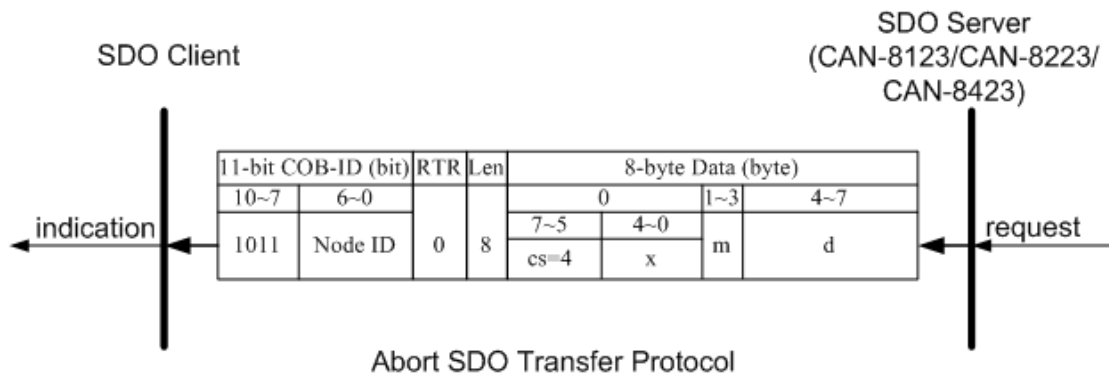 SDO Client
SDO Server
(CAN-8123/CAN-8223/
CAN-8423)
11-bit COB-ID (bit) RTR Len 8-byte Data (byte)
10~7 6~0 0 1~3 4~7
7~5 4~0
indication 1011 Node ID 0 8 m d request
cs=4 x
Abort SDO Transfer Protocol